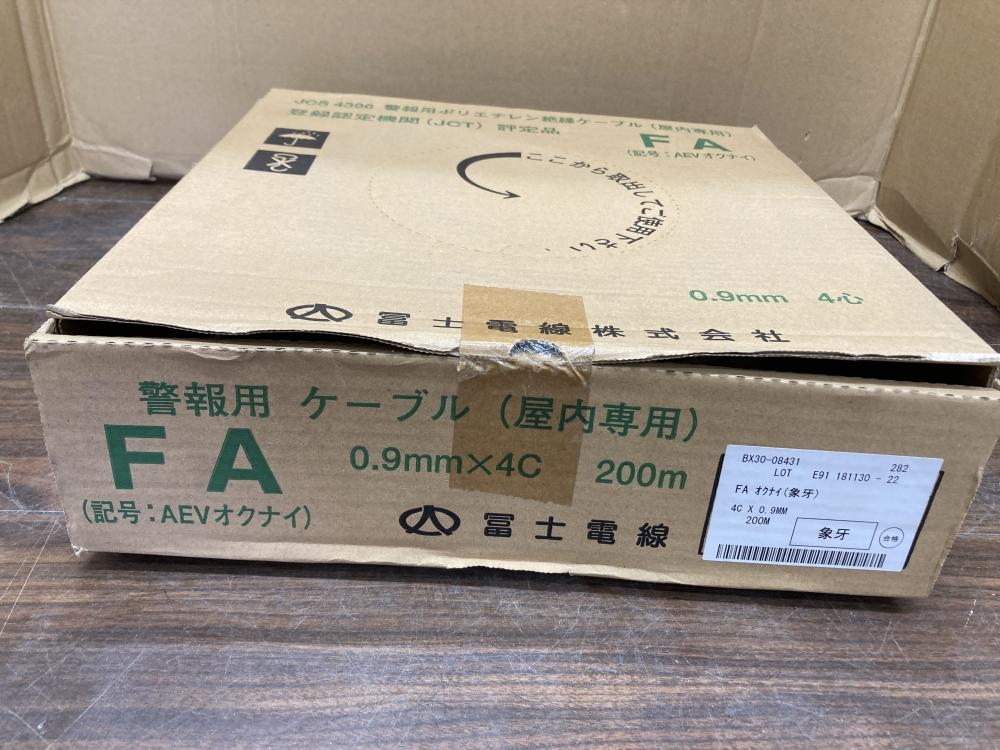 JCS 4396 警報用ポリエチレン絶縁ケーブル(屋内専用)
登録認定機関(JCT) 評定品
FA
(記号:AEVオクナイ)
ここから取出してご使用下さい。
0.9mm 4心
冨士電線株式会社
警報用 ケーブル (屋内専用)
FA 0.9mm×4C 200m
(記号:AEVオクナイ) 冨士電線
BX30-08431 282
LOT E91 181130 - 22
FA オクナイ(象牙)
4C X 0.9MM
200M
象牙
合格